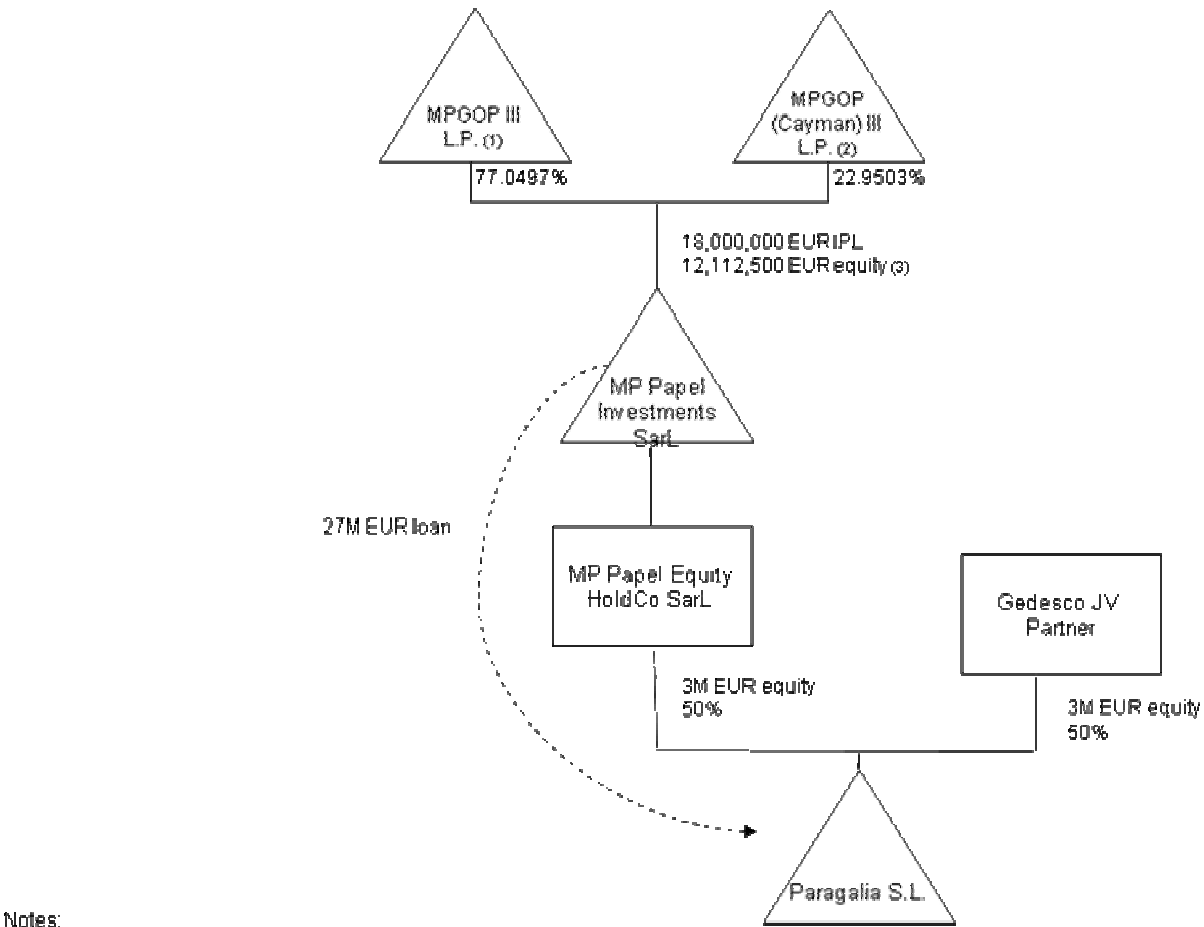 MPGOP III
L.P. (1)
MPGOP
(Cayman) III
L.P. (2)
77.0497%
22.9503%
18,000,000 EUR IPL
12,112,500 EUR equity (3)
MP Papel
Investments
SarL
27M EUR loan
MP Papel Equity
HoldCo SarL
Gedesco JV
Partner
3M EUR equity
50%
3M EUR equity
50%
Paragalia S.L.
Notes: